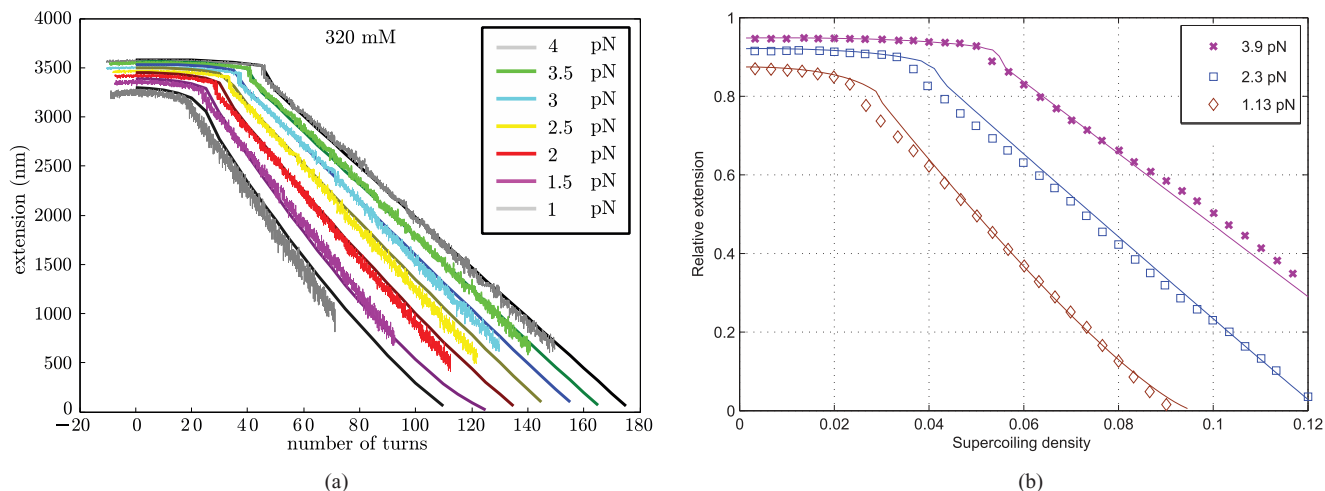 320 mM
4 pN
3.5 pN
3 pN
2.5 pN
2 pN
1.5 pN
1 pN
extension (nm)
4000
3500
3000
2500
2000
1500
1000
500
0
−20 0 20 40 60 80 100 120 140 160 180
number of turns
(a)
3.9 pN
2.3 pN
1.13 pN
Relative extension
1
0.8
0.6
0.4
0.2
0
0 0.02 0.04 0.06 0.08 0.1 0.12
Supercoiling density
(b)